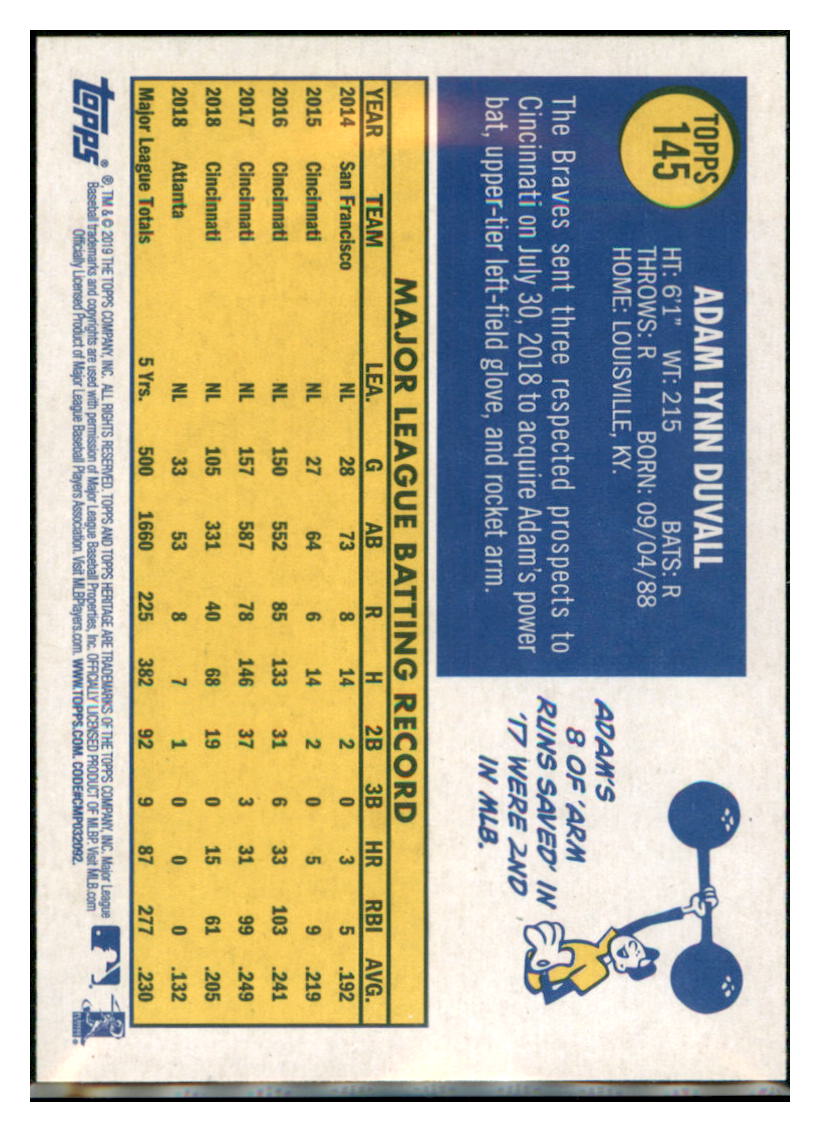 TOPPS
145
ADAM LYNN DUVALL
HT: 6'1" WT: 215 BATS: R
THROWS: R BORN: 09/04/88
HOME: LOUISVILLE, KY.
The Braves sent three respected prospects to
Cincinnati on July 30, 2018 to acquire Adam's power
bat, upper-tier left-field glove, and rocket arm.
ADAM'S
8 OF 'ARM
RUNS SAVED' IN
'17 WERE 2ND
IN MLB.
MAJOR LEAGUE BATTING RECORD
YEAR TEAM LEA. G AB R H 2B 3B HR RBI AVG.
2014 San Francisco NL 28 73 8 14 2 0 3 5 .192
2015 Cincinnati NL 27 64 6 14 2 0 5 9 .219
2016 Cincinnati NL 150 552 85 133 31 6 33 103 .241
2017 Cincinnati NL 157 587 78 146 37 3 31 99 .249
2018 Cincinnati NL 105 331 40 68 19 0 15 61 .205
2018 Atlanta NL 33 53 8 7 1 0 0 0 .132
Major League Totals 5 Yrs. 500 1660 225 382 92 9 87 277 .230
topps®
®, TM & © 2019 THE TOPPS COMPANY, INC. ALL RIGHTS RESERVED. TOPPS AND TOPPS HERITAGE ARE TRADEMARKS OF THE TOPPS COMPANY, INC. Major League
Baseball trademarks and copyrights are used with permission of Major League Baseball Properties, Inc. OFFICIALLY LICENSED PRODUCT OF MLBP. Visit MLB.com
Officially Licensed Product of Major League Baseball Players Association. Visit MLBPlayers.com. WWW.TOPPS.COM. CODE#CMP032092.